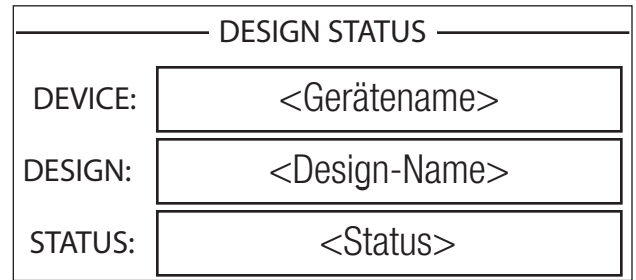 DESIGN STATUS
DEVICE: <Gerätename>
DESIGN: <Design-Name>
STATUS: <Status>